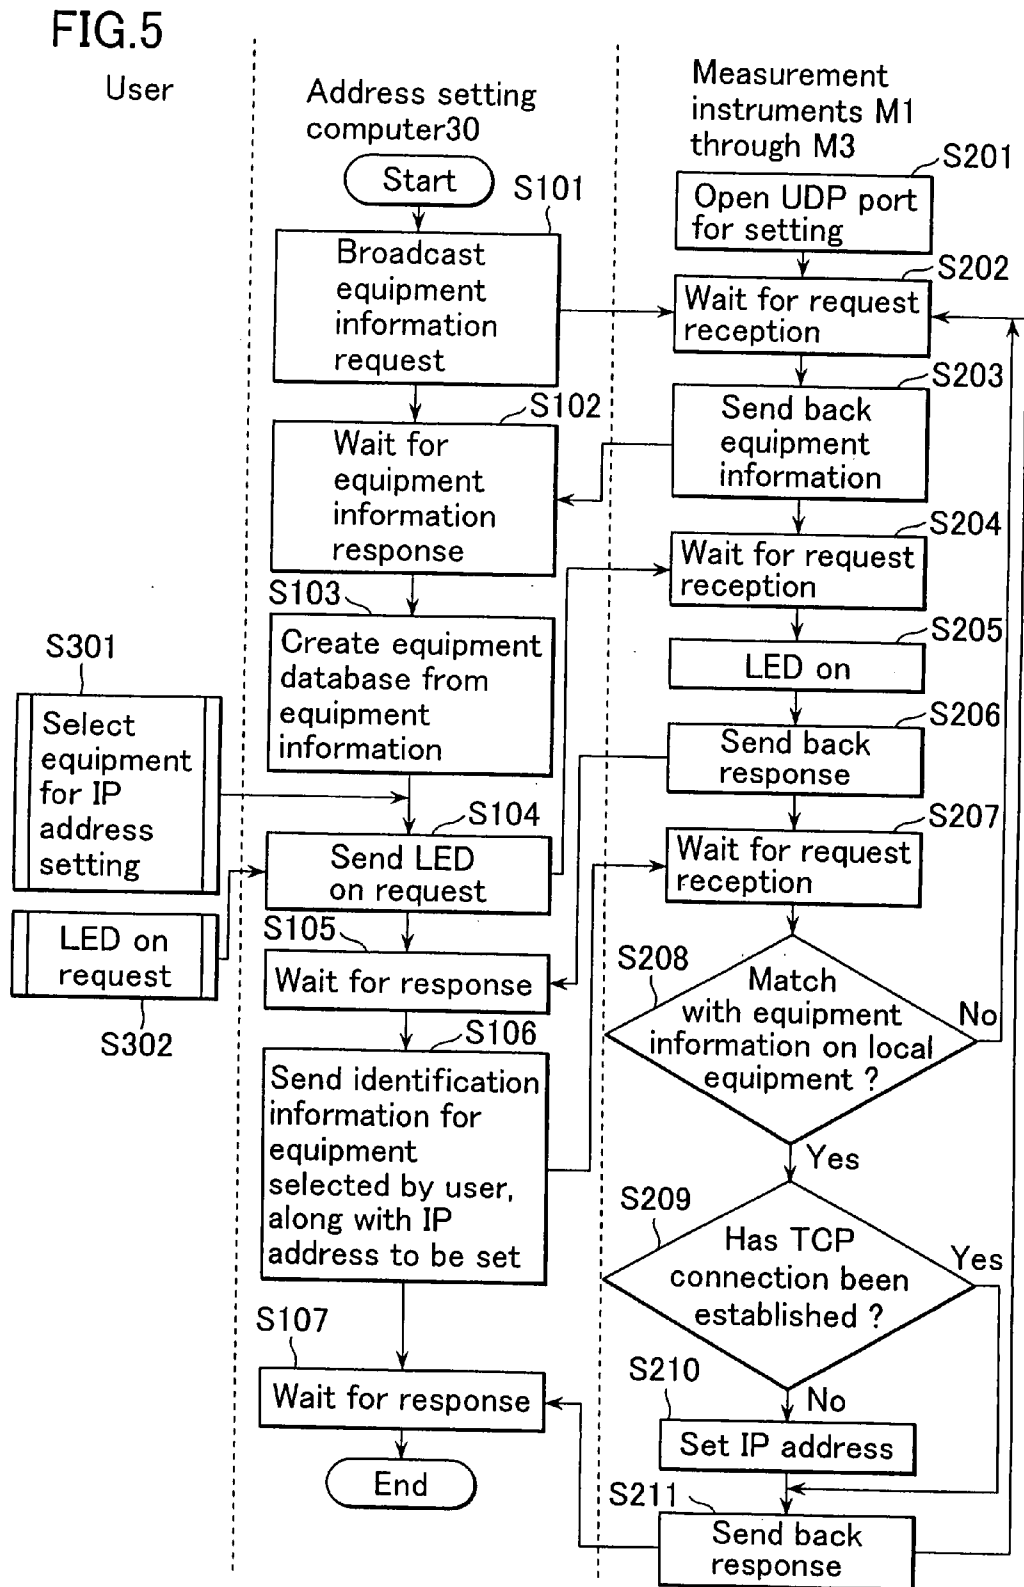 FIG.5
User
Address setting
computer30
Measurement
instruments M1
through M3
Start
S101
Broadcast
equipment
information
request
S102
Wait for
equipment
information
response
S103
Create equipment
database from
equipment
information
S301
Select
equipment
for IP
address
setting
S104
Send LED
on request
LED on
request
S302
S105
Wait for response
S106
Send identification
information for
equipment
selected by user,
along with IP
address to be set
S107
Wait for response
End
S201
Open UDP port
for setting
S202
Wait for request
reception
S203
Send back
equipment
information
S204
Wait for request
reception
S205
LED on
S206
Send back
response
S207
Wait for request
reception
S208
Match
with equipment
information on local
equipment ?
No
Yes
S209
Has TCP
connection been
established ?
Yes
No
S210
Set IP address
S211
Send back
response